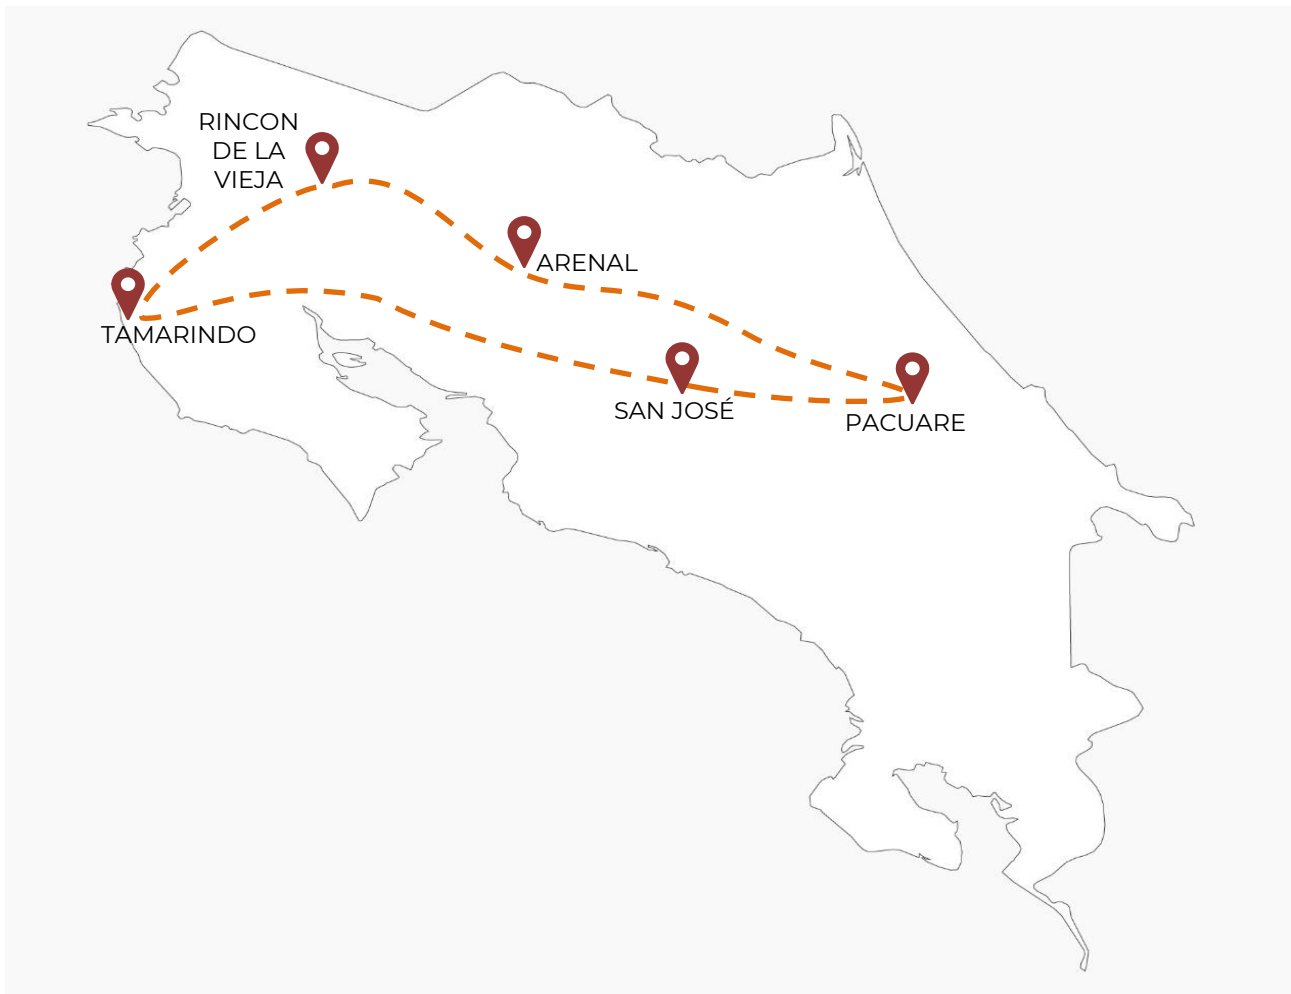 RINCON
DE LA
VIEJA
ARENAL
TAMARINDO
SAN JOSÉ
PACUARE